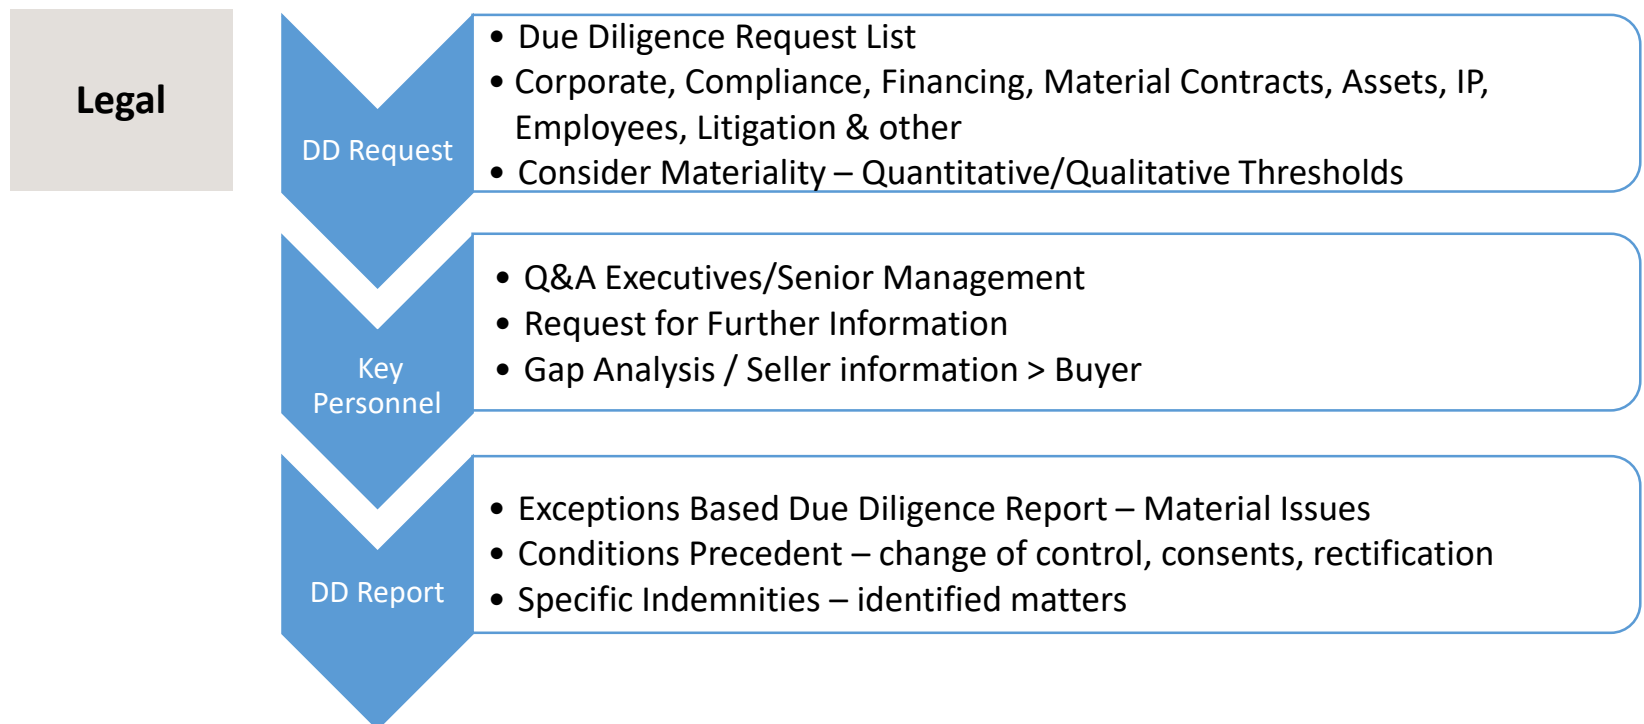 Legal
DD Request
• Due Diligence Request List
• Corporate, Compliance, Financing, Material Contracts, Assets, IP,
Employees, Litigation & other
• Consider Materiality – Quantitative/Qualitative Thresholds
Key
Personnel
• Q&A Executives/Senior Management
• Request for Further Information
• Gap Analysis / Seller information > Buyer
DD Report
• Exceptions Based Due Diligence Report – Material Issues
• Conditions Precedent – change of control, consents, rectification
• Specific Indemnities – identified matters